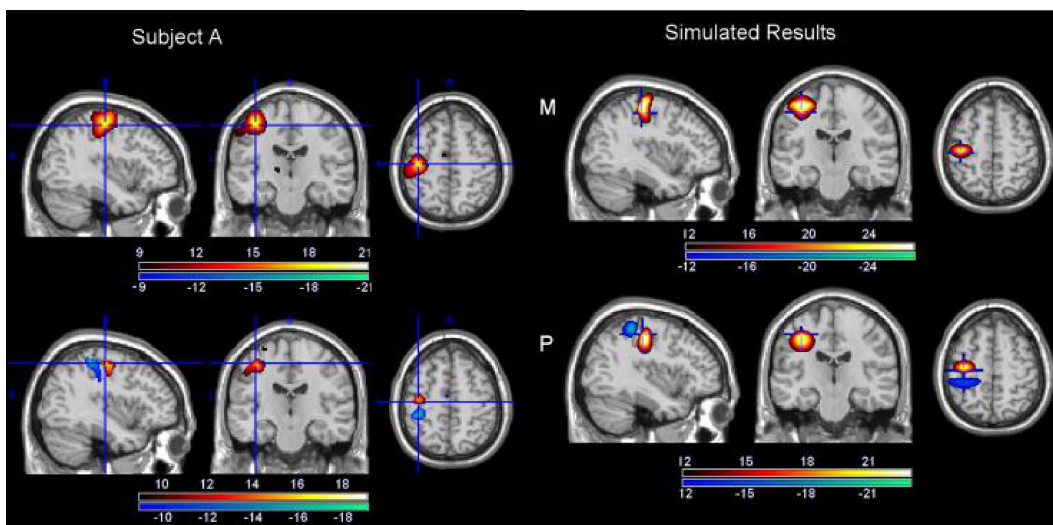 Subject A
Simulated Results
M
9 12 15 18 21
-9 -12 -15 -18 -21
12 16 20 24
-12 -16 -20 -24
P
10 12 14 16 18
-10 -12 -14 -16 -18
12 15 18 21
12 -15 -18 -21